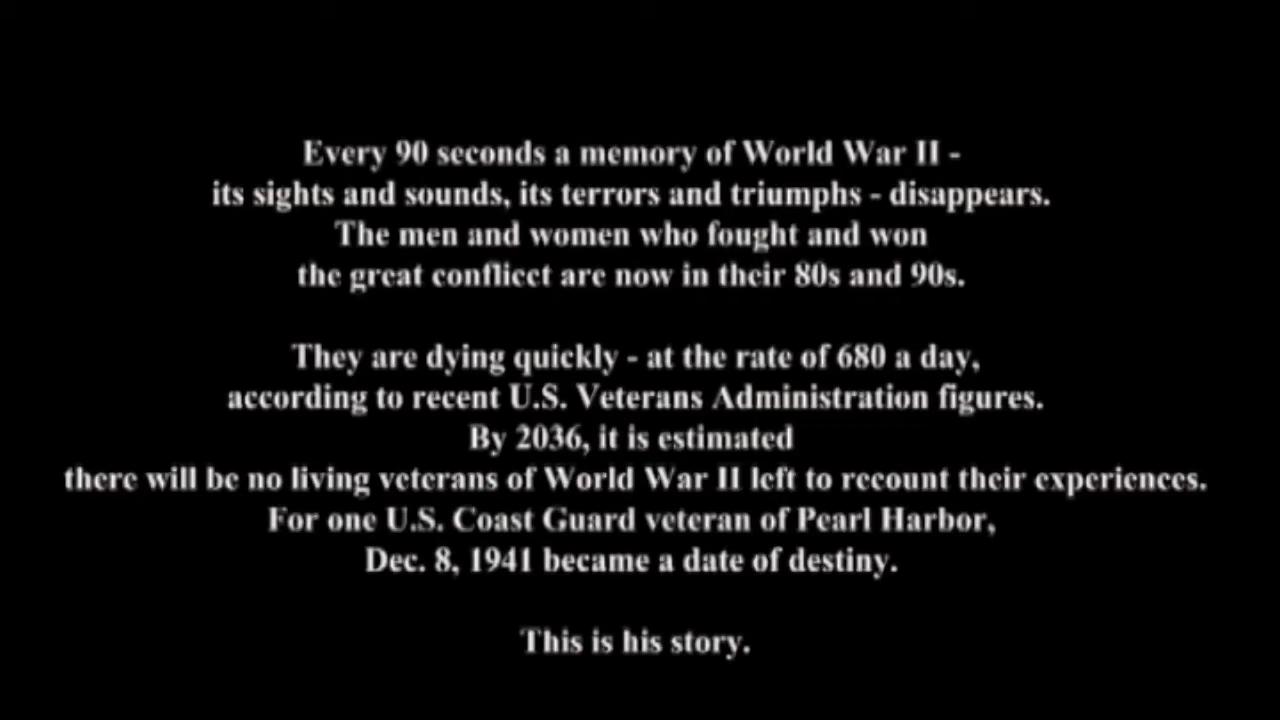 Every 90 seconds a memory of World War II -
its sights and sounds, its terrors and triumphs - disappears.
The men and women who fought and won
the great conflicct are now in their 80s and 90s.
They are dying quickly - at the rate of 680 a day,
according to recent U.S. Veterans Administration figures.
By 2036, it is estimated
there will be no living veterans of World War II left to recount their experiences.
For one U.S. Coast Guard veteran of Pearl Harbor,
Dec. 8, 1941 became a date of destiny.
This is his story.